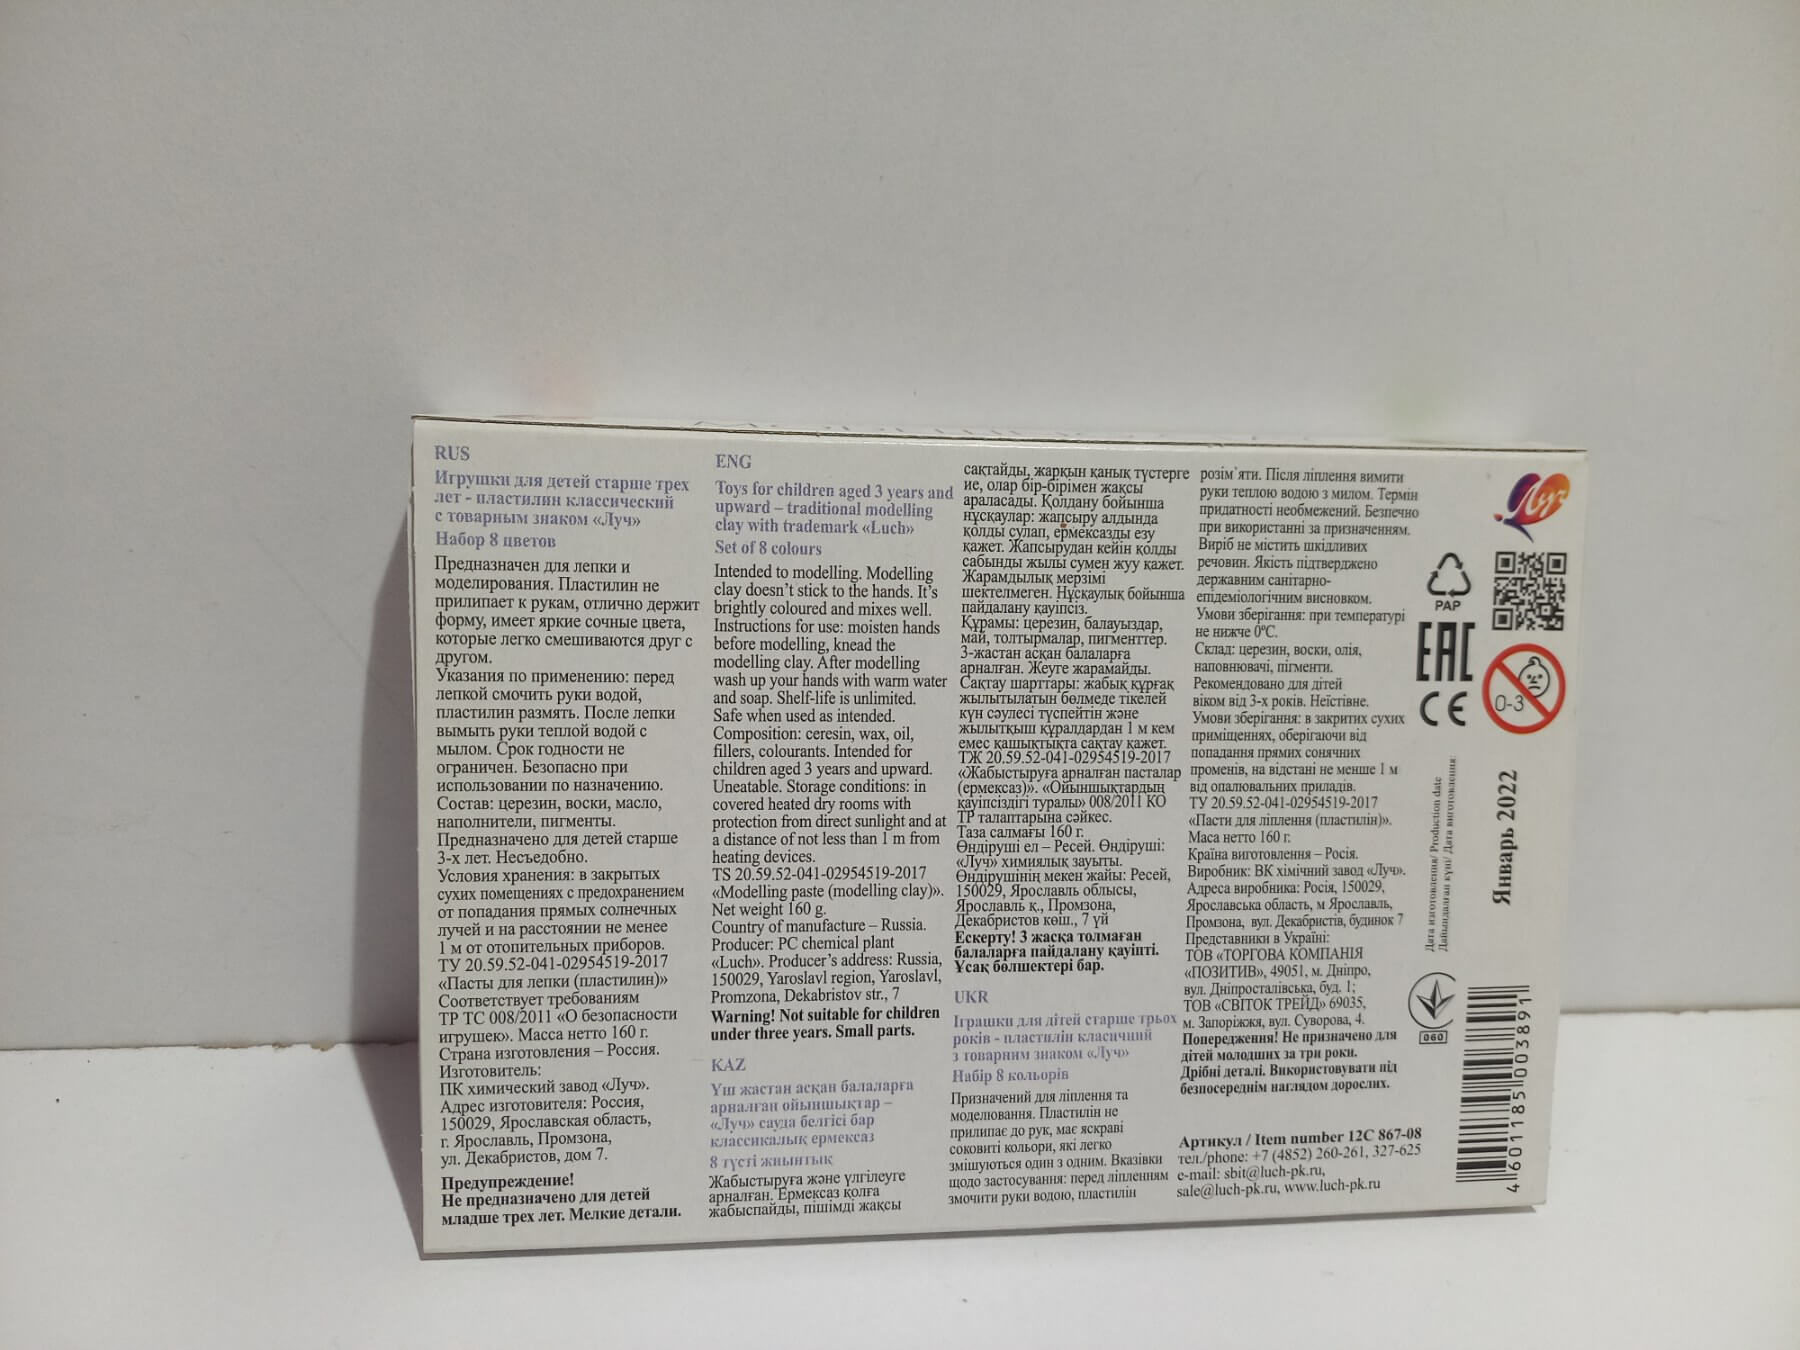 RUS
Игрушки для детей старше трех
лет - пластилин классический
с товарным знаком «Луч»
Набор 8 цветов
Предназначен для лепки и
моделирования. Пластилин не
прилипает к рукам, отлично держит
форму, имеет яркие сочные цвета,
которые легко смешиваются друг с
другом.
Указания по применению: перед
лепкой смочить руки водой,
пластилин размять. После лепки
вымыть руки теплой водой с
мылом. Срок годности не
ограничен. Безопасно при
использовании по назначению.
Состав: церезин, воски, масло,
наполнители, пигменты.
Предназначено для детей старше
3-х лет. Несъедобно.
Условия хранения: в закрытых
сухих помещениях с предохранением
от попадания прямых солнечных
лучей и на расстоянии не менее
1 м от отопительных приборов.
ТУ 20.59.52-041-02954519-2017
«Пасты для лепки (пластилин)»
Соответствует требованиям
ТР ТС 008/2011 «О безопасности
игрушек». Масса нетто 160 г.
Страна изготовления – Россия.
Изготовитель:
ПК химический завод «Луч».
Адрес изготовителя: Россия,
150029, Ярославская область,
г. Ярославль, Промзона,
ул. Декабристов, дом 7.
Предупреждение!
Не предназначено для детей
младше трех лет. Мелкие детали.
ENG
Toys for children aged 3 years and
upward – traditional modelling
clay with trademark «Luch»
Set of 8 colours
Intended to modelling. Modelling
clay doesn't stick to the hands. It's
brightly coloured and mixes well.
Instructions for use: moisten hands
before modelling, knead the
modelling clay. After modelling
wash up your hands with warm water
and soap. Shelf-life is unlimited.
Safe when used as intended.
Composition: ceresin, wax, oil,
fillers, colourants. Intended for
children aged 3 years and upward.
Uneatable. Storage conditions: in
covered heated dry rooms with
protection from direct sunlight and at
a distance of not less than 1 m from
heating devices.
TS 20.59.52-041-02954519-2017
«Modelling paste (modelling clay)».
Net weight 160 g.
Country of manufacture – Russia.
Producer: PC chemical plant
«Luch». Producer's address: Russia,
150029, Yaroslavl region, Yaroslavl,
Promzona, Dekabristov str., 7
Warning! Not suitable for children
under three years. Small parts.
KAZ
Үш жастан асқан балаларға
арналған ойыншықтар –
«Луч» сауда белгісі бар
классикалық ермексаз
8 түсті жиынтық
Жабыстыруға және үлгілеуге
арналған. Ермексаз қолға
жабыспайды, пішімді жақсы
сақтайды, жарқын қанық түстерге
ие, олар бір-бірімен жақсы
араласады. Қолдану бойынша
нұсқаулар: жапсыру алдында
қолды сулап, ермексазды езу
қажет. Жапсырудан кейін қолды
сабынды жылы сумен жуу қажет.
Жарамдылық мерзімі
шектелмеген. Нұсқаулық бойынша
пайдалану қауіпсіз.
Құрамы: церезин, балауыздар,
май, толтырмалар, пигменттер.
3-жастан асқан балаларға
арналған. Жеуге жарамайды.
Сақтау шарттары: жабық құрғақ
жылытылатын бөлмеде тікелей
күн сәулесі түспейтін және
жылытқыш құралдардан 1 м кем
емес қашықтықта сақтау қажет.
ТЖ 20.59.52-041-02954519-2017
«Жабыстыруға арналған пасталар
(ермексаз)». «Ойыншықтардың
қауіпсіздігі туралы» 008/2011 КО
ТР талаптарына сәйкес.
Таза салмағы 160 г.
Өндіруші ел – Ресей. Өндіруші:
«Луч» химиялық зауыты.
Өндірушінің мекен жайы: Ресей,
150029, Ярославль облысы,
Ярославль қ., Промзона,
Декабристов көш., 7 үй
Ескерту! 3 жасқа толмаған
балаларға пайдалану қауіпті.
Ұсақ бөлшектері бар.
UKR
Іграшки для дітей старше трьох
років - пластилін класичний
з товарним знаком «Луч»
Набір 8 кольорів
Призначений для ліплення та
моделювання. Пластилін не
прилипає до рук, має яскраві
соковиті кольори, які легко
змішуються один з одним. Вказівки
щодо застосування: перед ліпленням
змочити руки водою, пластилін
розім`яти. Після ліплення вимити
руки теплою водою з милом. Термін
придатності необмежений. Безпечно
при використанні за призначенням.
Виріб не містить шкідливих
речовин. Якість підтверджено
державним санітарно-
епідеміологічним висновком.
Умови зберігання: при температурі
не нижче 0ºС.
Склад: церезин, воски, олія,
наповнювачі, пігменти.
Рекомендовано для дітей
віком від 3-х років. Неїстівне.
Умови зберігання: в закритих сухих
приміщеннях, оберігаючи від
попадання прямих сонячних
променів, на відстані не менше 1 м
від опалювальних приладів.
ТУ 20.59.52-041-02954519-2017
«Пасти для ліплення (пластилін)».
Маса нетто 160 г.
Країна виготовлення – Росія.
Виробник: ВК хімічний завод «Луч».
Адреса виробника: Росія, 150029,
Ярославська область, м Ярославль,
Промзона, вул. Декабристів, будинок 7
Представники в Україні:
ТОВ «ТОРГОВА КОМПАНІЯ
«ПОЗИТИВ», 49051, м. Дніпро,
вул. Дніпросталівська, буд. 1;
ТОВ «СВІТОК ТРЕЙД» 69035,
м. Запоріжжя, вул. Суворова, 4.
Попередження! Не призначено для
дітей молодших за три роки.
Дрібні деталі. Використовувати під
безпосереднім наглядом дорослих.
Артикул / Item number 12С 867-08
тел./phone: +7 (4852) 260-261, 327-625
e-mail: sbit@luch-pk.ru,
sale@luch-pk.ru, www.luch-pk.ru
Луч
PAP
EAC
CE
0-3
Дата изготовления/ Production date
Дайындалған күні/ Дата виготовлення:
Январь 2022
060
4 601185 003891